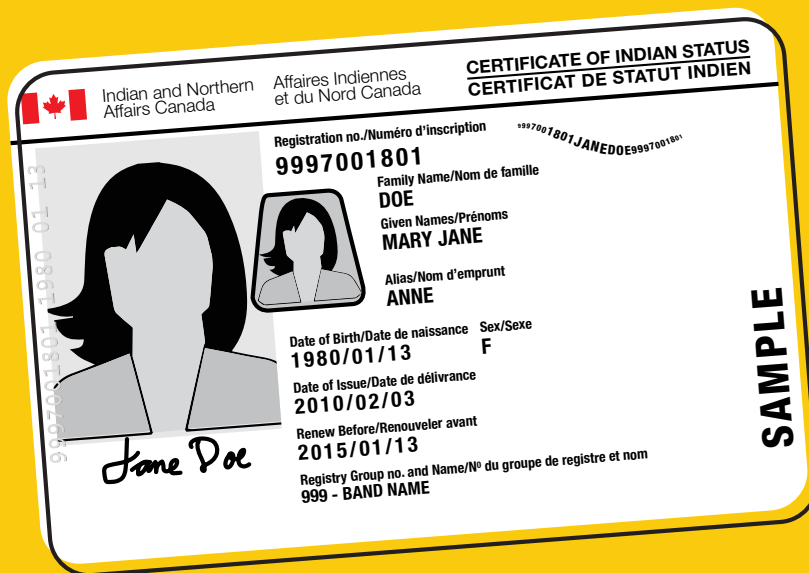 Indian and Northern
Affairs Canada
Affaires Indiennes
et du Nord Canada
CERTIFICATE OF INDIAN STATUS
CERTIFICAT DE STATUT INDIEN
Registration no./Numéro d'inscription
9997001801
9997001801JANEDOE9997001801
Family Name/Nom de famille
DOE
Given Names/Prénoms
MARY JANE
Alias/Nom d'emprunt
ANNE
Date of Birth/Date de naissance Sex/Sexe
1980/01/13 F
Date of Issue/Date de délivrance
2010/02/03
Renew Before/Renouveler avant
2015/01/13
Registry Group no. and Name/Nº du groupe de registre et nom
999 - BAND NAME
9997001801 1980 01 13
Jane Doe
SAMPLE